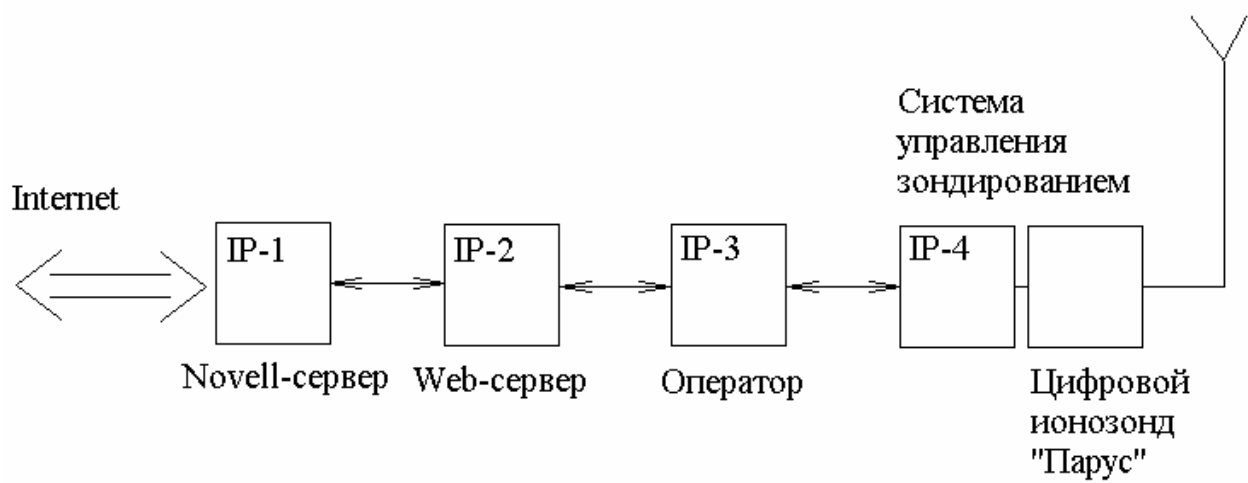 Система
управления
зондированием
Internet
IP-1
IP-2
IP-3
IP-4
Novell-сервер
Web-сервер
Оператор
Цифровой
ионозонд
"Парус"